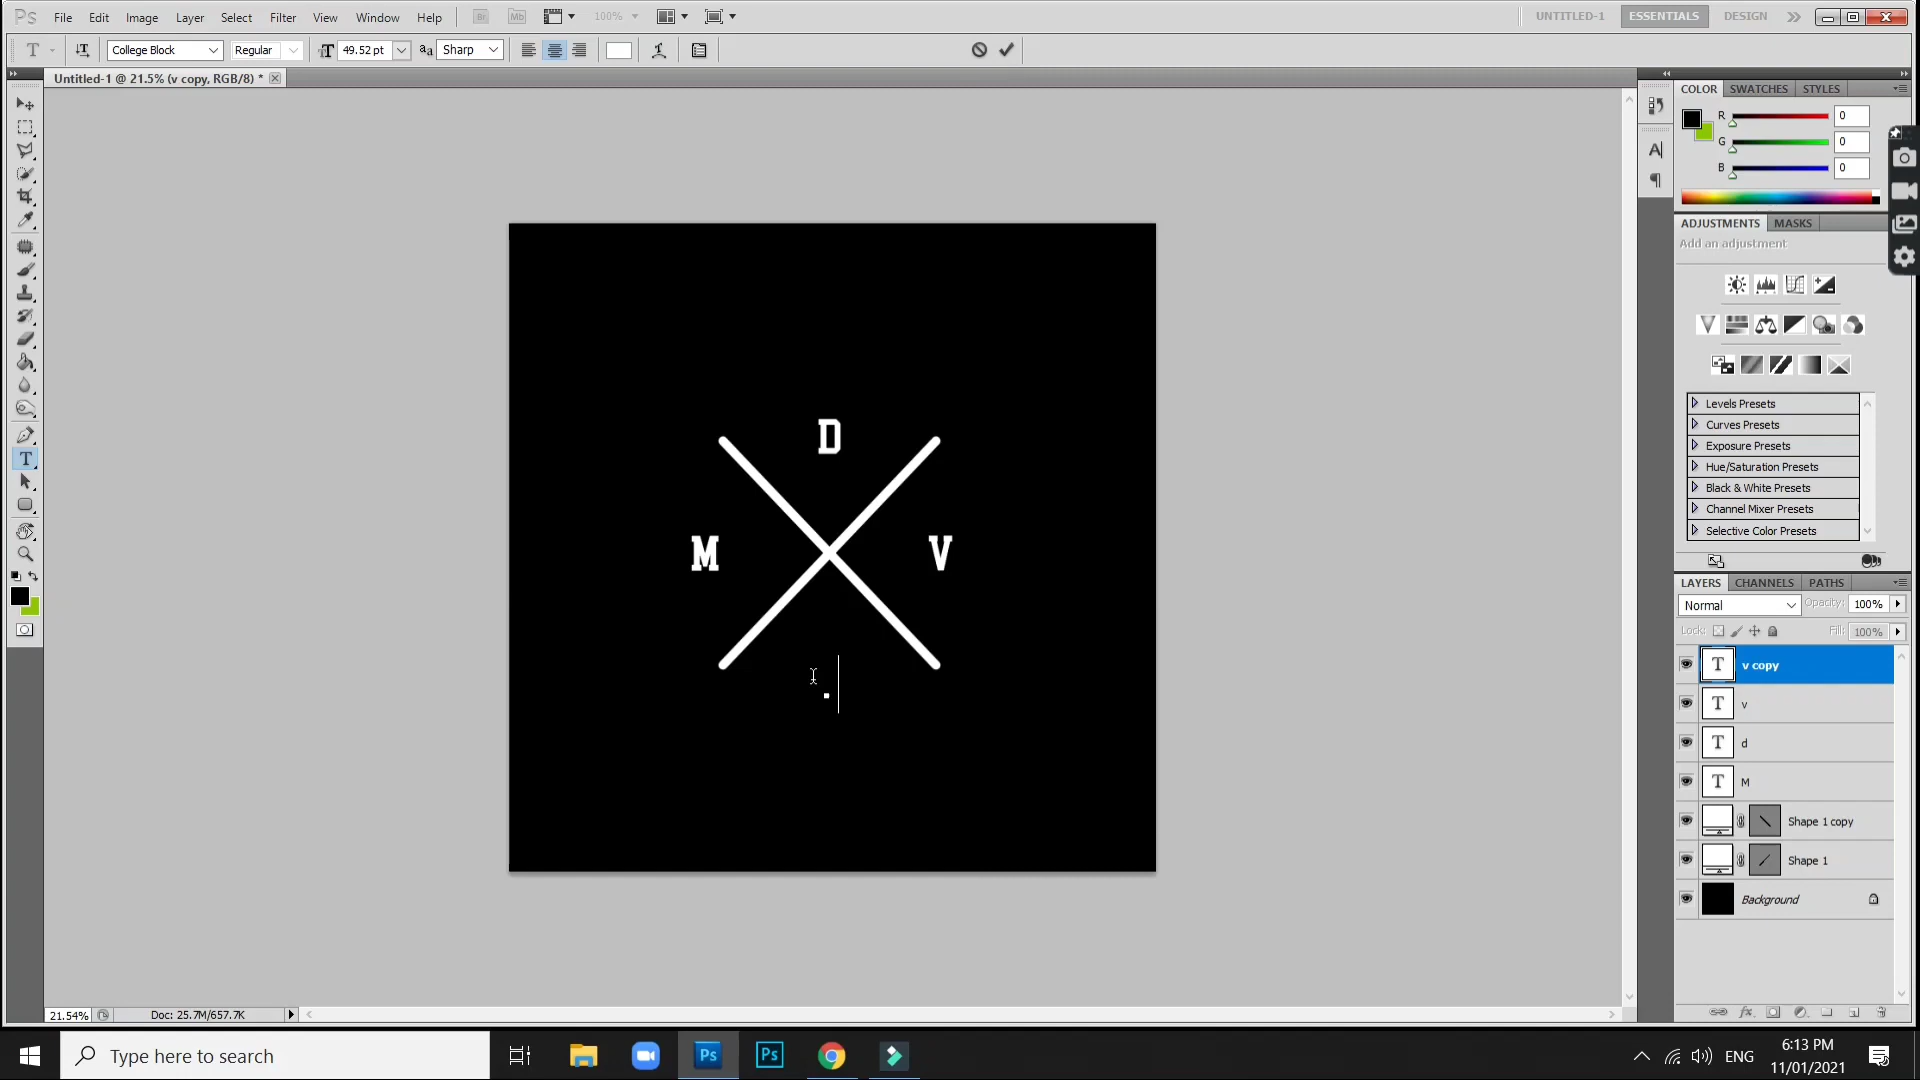 Ps File Edit Image Layer Select Filter View Window Help Br Mb 100% UNTITLED-1 ESSENTIALS DESIGN
T College Block Regular 49.52 pt Sharp
Untitled-1 @ 21.5% (v copy, RGB/8) *
COLOR SWATCHES STYLES
R 0
G 0
B 0
ADJUSTMENTS MASKS
Add an adjustment
Levels Presets
Curves Presets
Exposure Presets
Hue/Saturation Presets
Black & White Presets
Channel Mixer Presets
Selective Color Presets
D
M V
.
LAYERS CHANNELS PATHS
Normal Opacity: 100%
Lock: Fill: 100%
T v copy
T v
T d
T M
Shape 1 copy
Shape 1
Background
21.54% Doc: 25.7M/657.7K
Type here to search Ps Ps ENG 6:13 PM
11/01/2021